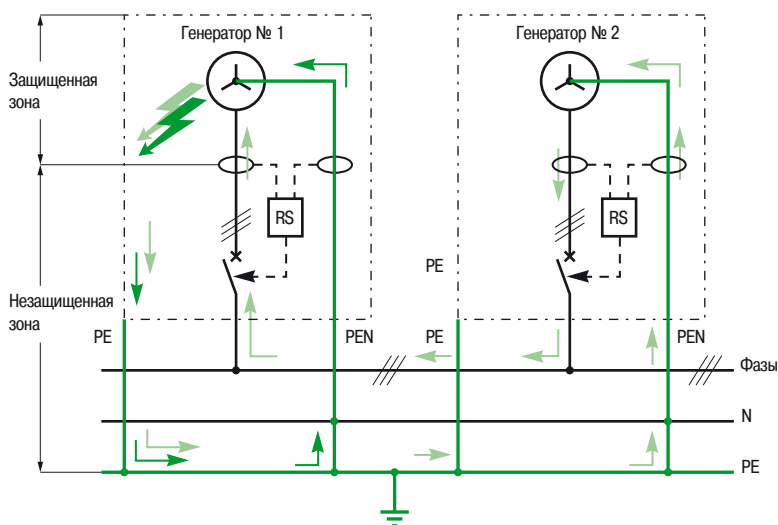 Генератор № 1
Генератор № 2
Защищенная
зона
RS
RS
PE
Незащищенная
зона
PE
PEN
PE
PEN
Фазы
N
PE